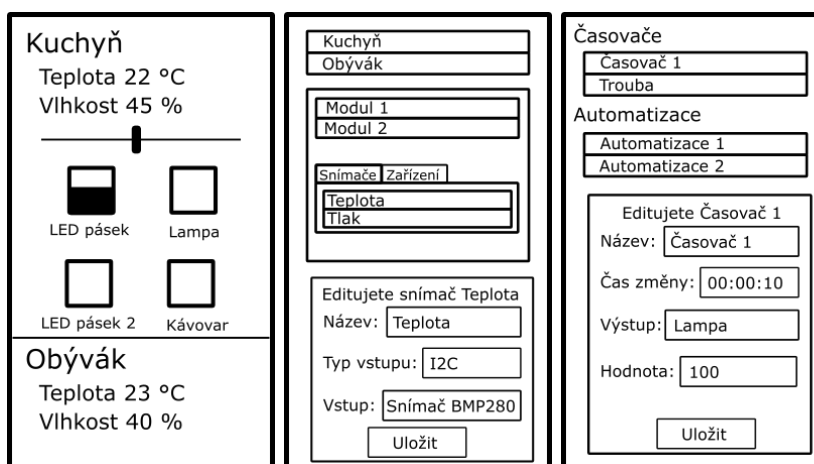 Kuchyň
Teplota 22 °C
Vlhkost 45 %
LED pásek
Lampa
LED pásek 2
Kávovar
Obývák
Teplota 23 °C
Vlhkost 40 %
Kuchyň
Obývák
Modul 1
Modul 2
Snímače Zařízení
Teplota
Tlak
Editujete snímač Teplota
Název: Teplota
Typ vstupu: I2C
Vstup: Snímač BMP280
Uložit
Časovače
Časovač 1
Trouba
Automatizace
Automatizace 1
Automatizace 2
Editujete Časovač 1
Název: Časovač 1
Čas změny: 00:00:10
Výstup: Lampa
Hodnota: 100
Uložit